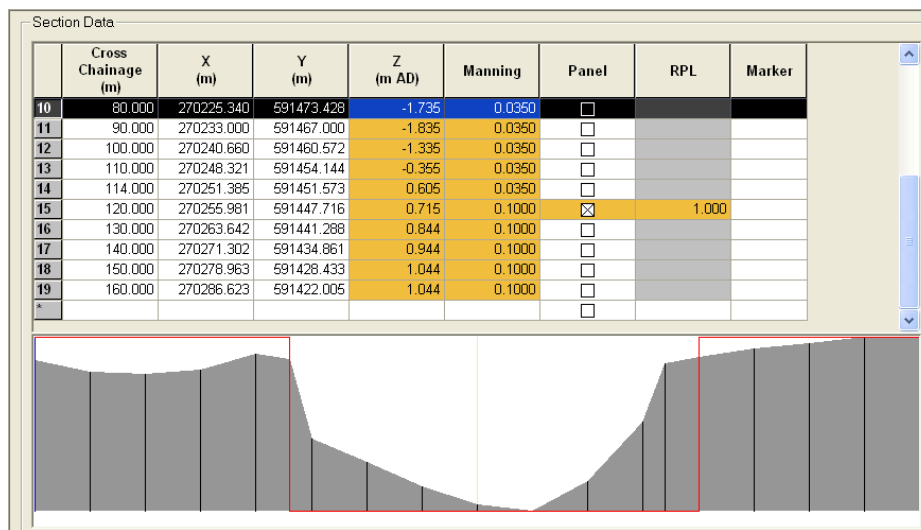 Section Data
Cross Chainage (m) X (m) Y (m) Z (m AD) Manning Panel RPL Marker
10 80.000 270225.340 591473.428 -1.735 0.0350
11 90.000 270233.000 591467.000 -1.835 0.0350
12 100.000 270240.660 591460.572 -1.335 0.0350
13 110.000 270248.321 591454.144 -0.355 0.0350
14 114.000 270251.385 591451.573 0.605 0.0350
15 120.000 270255.981 591447.716 0.715 0.1000 1.000
16 130.000 270263.642 591441.288 0.844 0.1000
17 140.000 270271.302 591434.861 0.944 0.1000
18 150.000 270278.963 591428.433 1.044 0.1000
19 160.000 270286.623 591422.005 1.044 0.1000
*